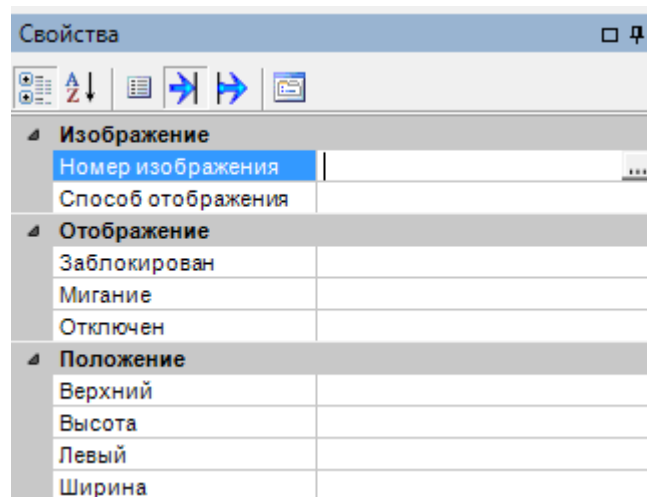 Свойства
Изображение
Номер изображения
Способ отображения
Отображение
Заблокирован
Мигание
Отключен
Положение
Верхний
Высота
Левый
Ширина